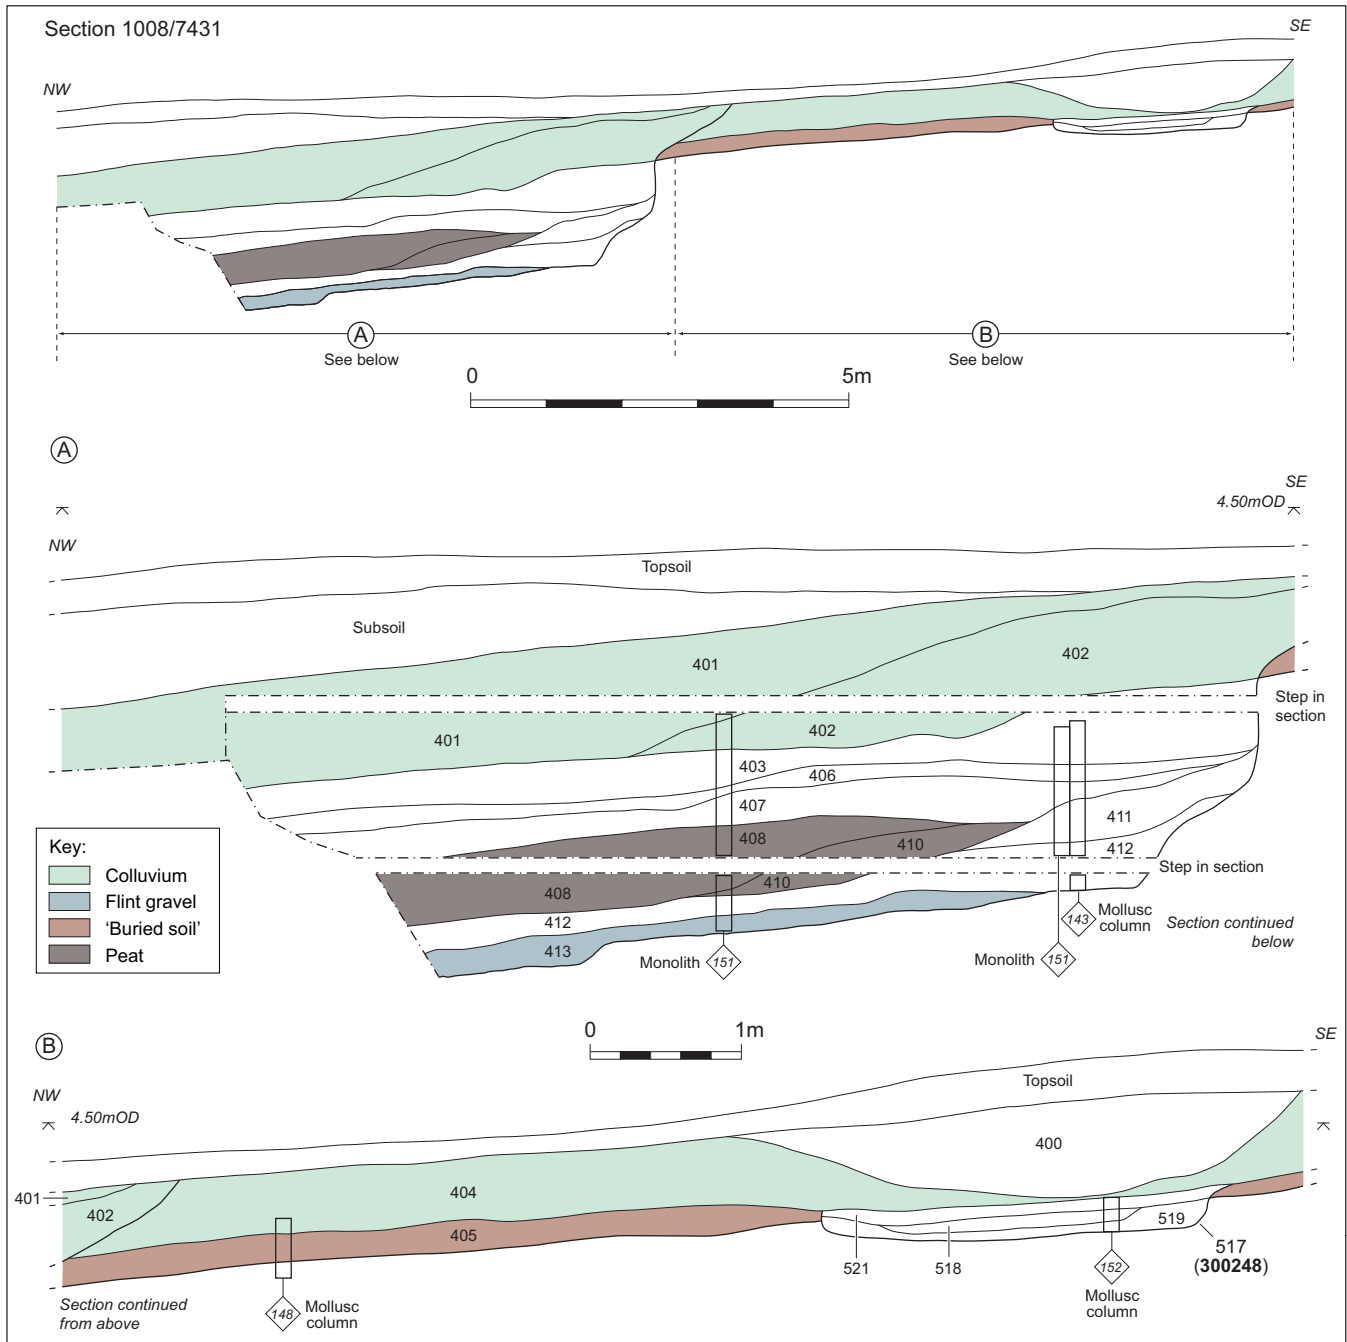 Section 1008/7431
SE
NW
A
B
See below
See below
0
5m
A
SE
4.50mOD
NW
Topsoil
Subsoil
401
402
Step in
section
401
402
403
406
407
411
408
410
412
Step in section
408
410
412
413
Key:
Colluvium
Flint gravel
‘Buried soil’
Peat
143
Mollusc
column
Section continued
below
Monolith
151
Monolith
151
B
0
1m
SE
NW
4.50mOD
Topsoil
400
401
402
404
405
519
517
(300248)
521
518
152
Mollusc
column
Section continued
from above
148
Mollusc
column